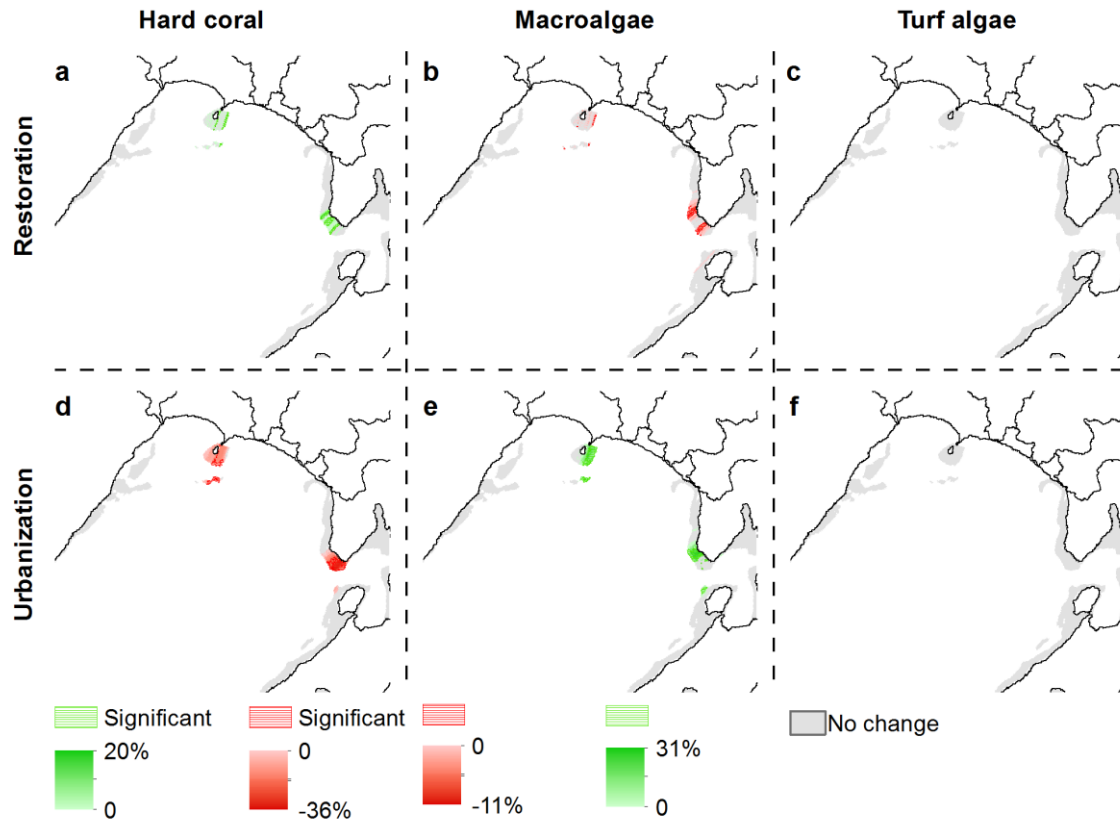 Hard coral
Macroalgae
Turf algae
Restoration
a
b
c
Urbanization
d
e
f
Significant
Significant
No change
20%
0
0
-36%
0
-11%
31%
0